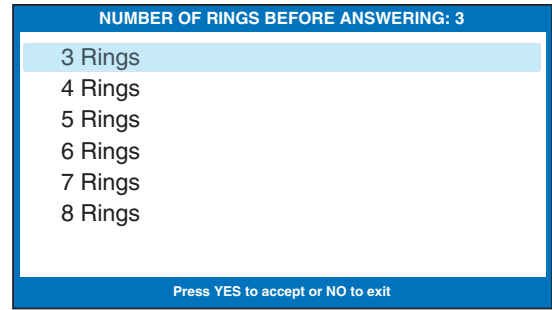 NUMBER OF RINGS BEFORE ANSWERING: 3
3 Rings
4 Rings
5 Rings
6 Rings
7 Rings
8 Rings
Press YES to accept or NO to exit